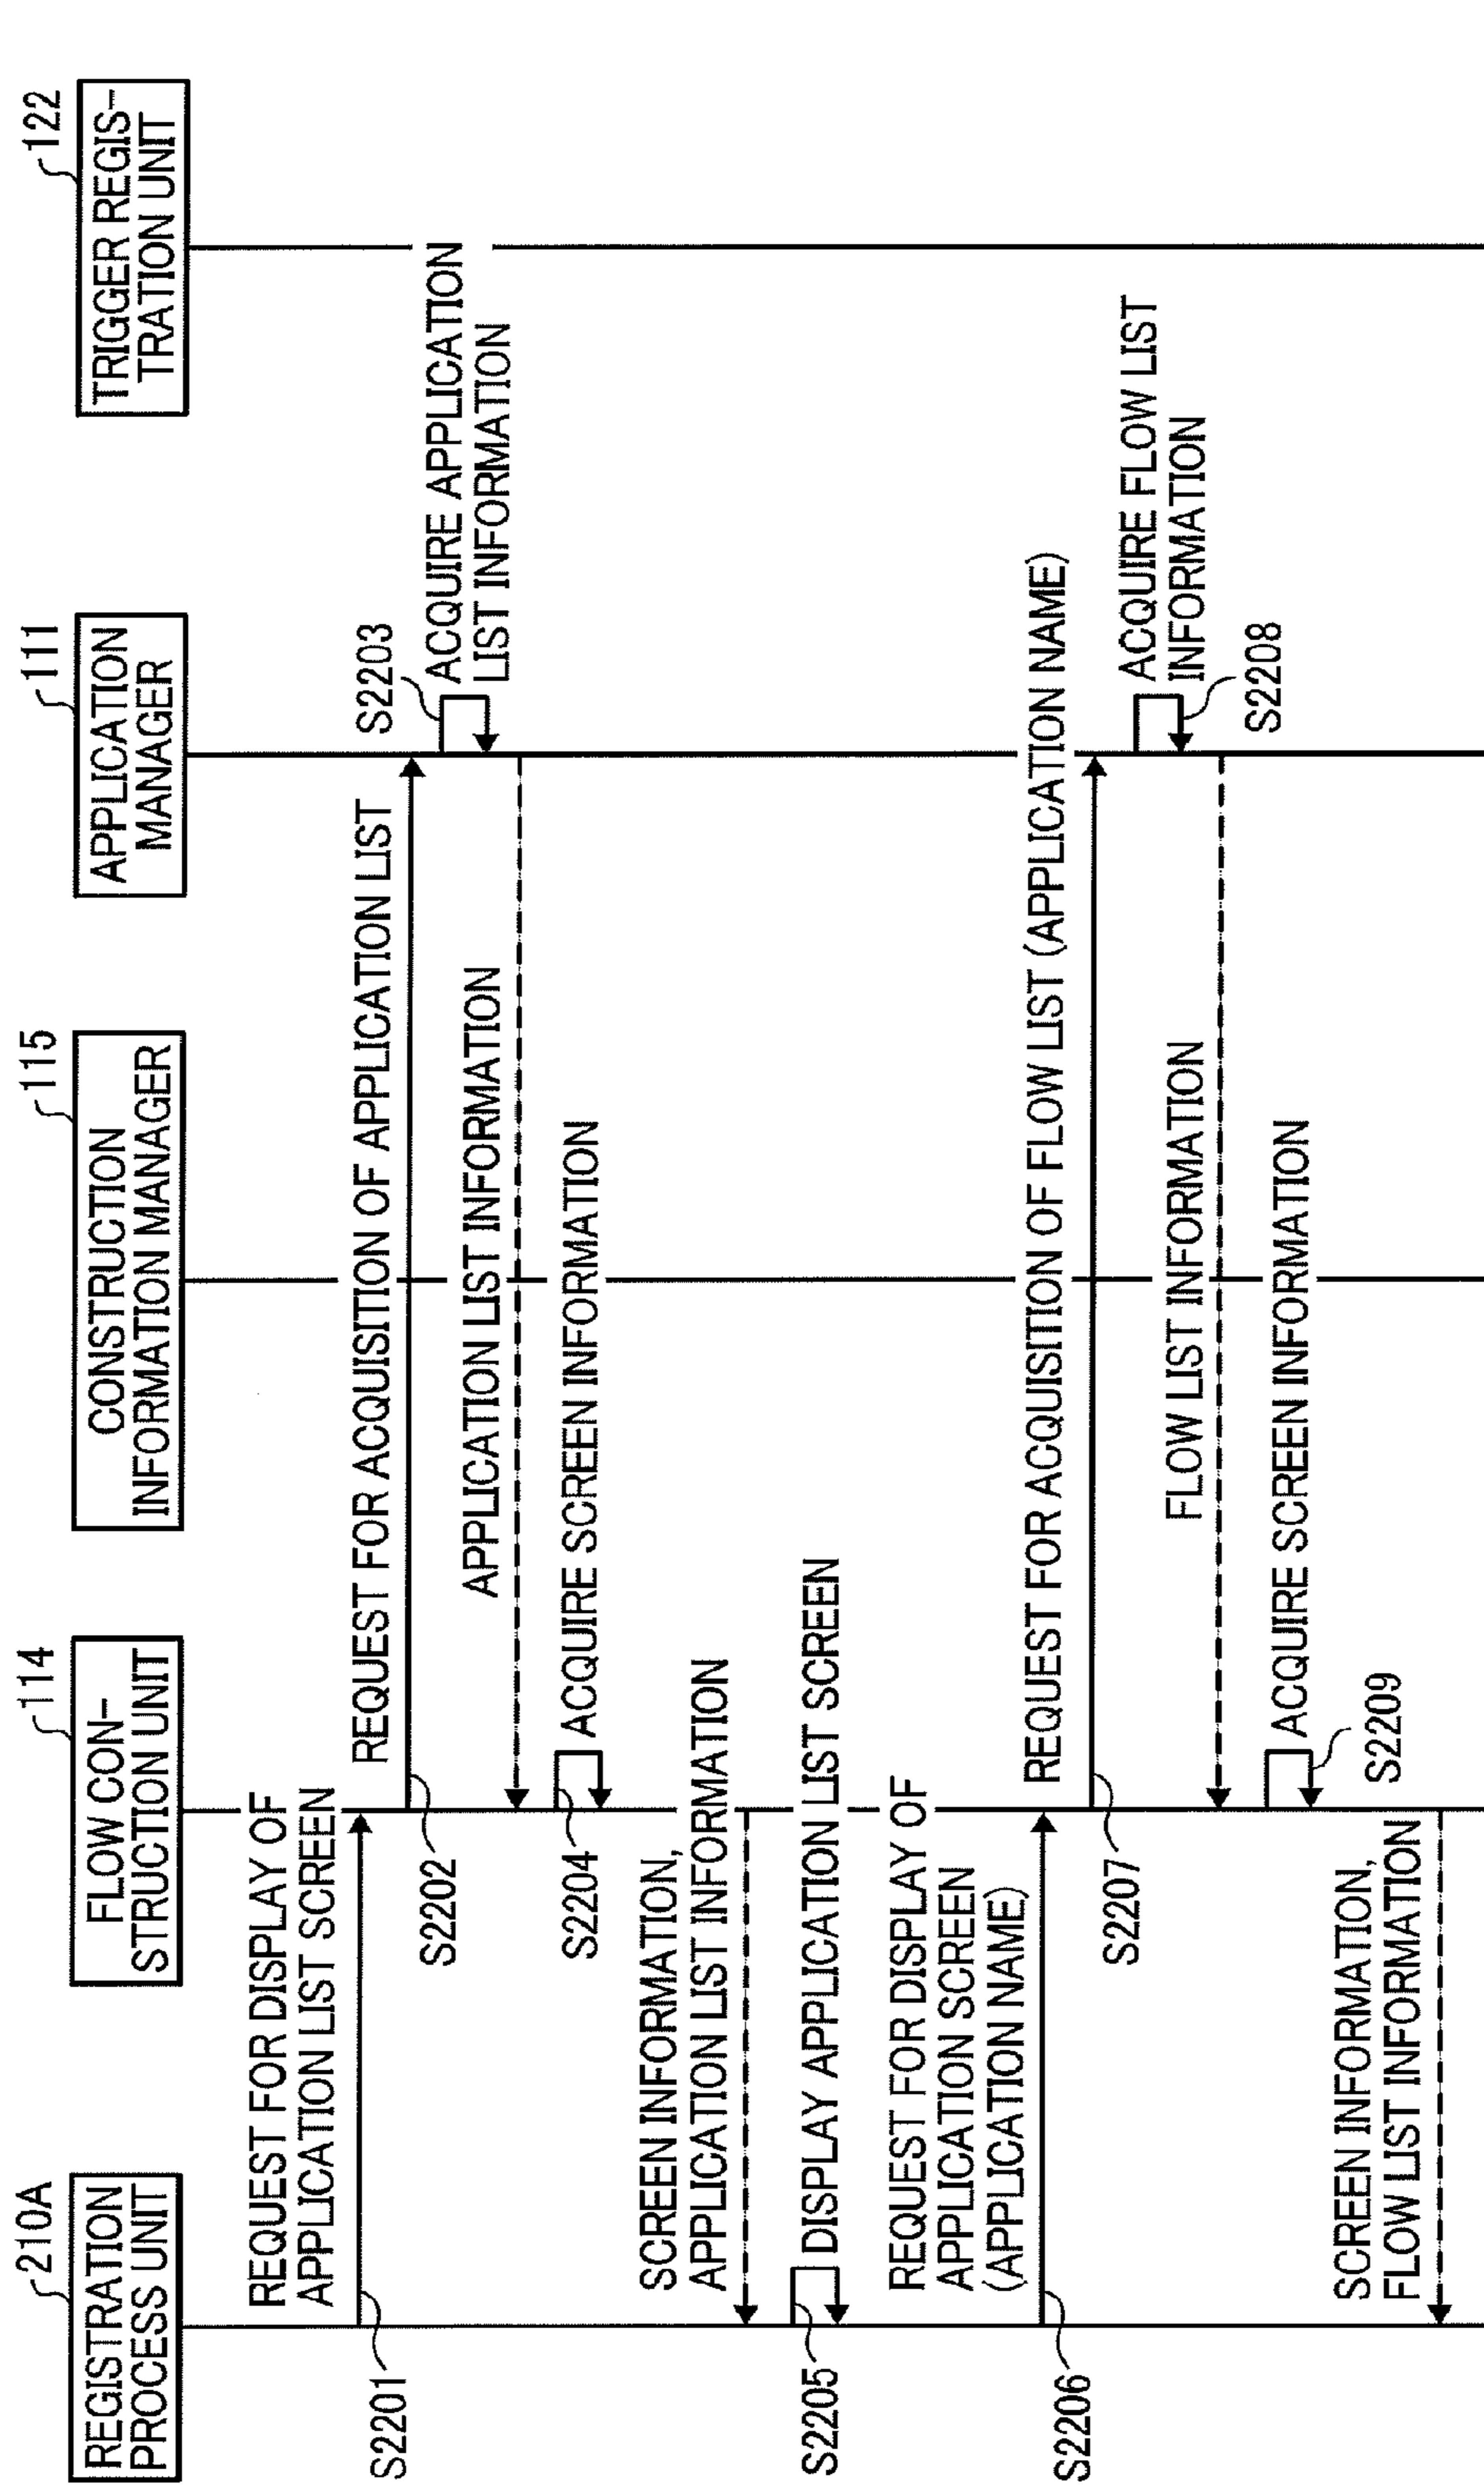 210A
REGISTRATION
PROCESS UNIT
114
FLOW CON-
STRUCTION UNIT
115
CONSTRUCTION
INFORMATION MANAGER
111
APPLICATION
MANAGER
122
TRIGGER REGIS-
TRATION UNIT
REQUEST FOR DISPLAY OF
APPLICATION LIST SCREEN
S2201
REQUEST FOR ACQUISITION OF APPLICATION LIST
S2202
S2203
ACQUIRE APPLICATION
LIST INFORMATION
APPLICATION LIST INFORMATION
S2204
ACQUIRE SCREEN INFORMATION
SCREEN INFORMATION,
APPLICATION LIST INFORMATION
S2205
DISPLAY APPLICATION LIST SCREEN
REQUEST FOR DISPLAY OF
APPLICATION SCREEN
(APPLICATION NAME)
S2206
REQUEST FOR ACQUISITION OF FLOW LIST (APPLICATION NAME)
S2207
ACQUIRE FLOW LIST
INFORMATION
S2208
FLOW LIST INFORMATION
ACQUIRE SCREEN INFORMATION
S2209
SCREEN INFORMATION,
FLOW LIST INFORMATION